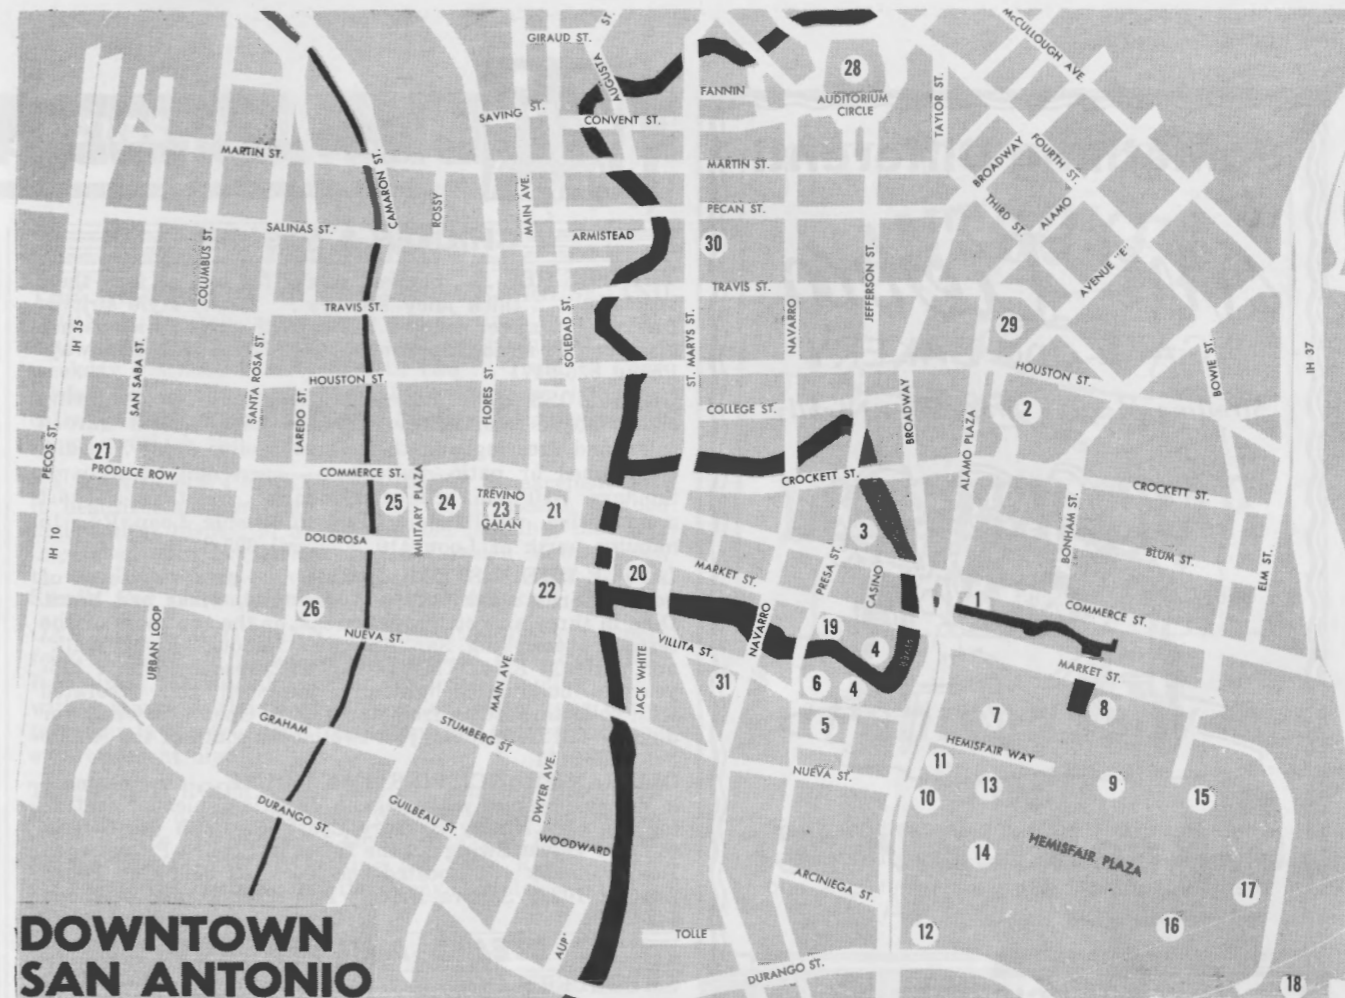 GIRAUD ST.
AUGUSTA ST.
McCULLOUGH AVE.
28
AUDITORIUM
CIRCLE
FANNIN
TAYLOR ST.
SAVING ST.
CONVENT ST.
MARTIN ST.
CAMARON ST.
MARTIN ST.
BROADWAY
FOURTH ST.
ROSSY
MAIN AVE.
PECAN ST.
THIRD ST.
ALAMO
SALINAS ST.
ARMISTEAD
30
COLUMBUS ST.
JEFFERSON ST.
AVENUE "E"
TRAVIS ST.
TRAVIS ST.
SOLEDAD ST.
ST. MARYS ST.
NAVARRO
29
IH 35
SAN SABA ST.
SANTA ROSA ST.
HOUSTON ST.
FLORES ST.
HOUSTON ST.
BOWIE ST.
IH 37
LAREDO ST.
COLLEGE ST.
BROADWAY
ALAMO PLAZA
2
PECOS ST.
27
PRODUCE ROW
COMMERCE ST.
CROCKETT ST.
CROCKETT ST.
25
MILITARY PLAZA
24
TREVINO
23
GALAN
21
IH 10
DOLOROSA
3
BONHAM ST.
BLUM ST.
ELM ST.
22
20
MARKET ST.
PRESA ST.
CASINO
1
COMMERCE ST.
26
NUEVA ST.
URBAN LOOP
VILLITA ST.
NAVARRO
19
4
MARKET ST.
MAIN AVE.
JACK WHITE
31
6
4
7
8
GRAHAM
STUMBERG ST.
5
HEMISFAIR WAY
DWYER AVE.
NUEVA ST.
11
10
13
9
15
DURANGO ST.
GUILBEAU ST.
WOODWARD
14
HEMISFAIR PLAZA
ARCINIEGA ST.
17
12
16
TOLLE
DURANGO ST.
18
DOWNTOWN
SAN ANTONIO